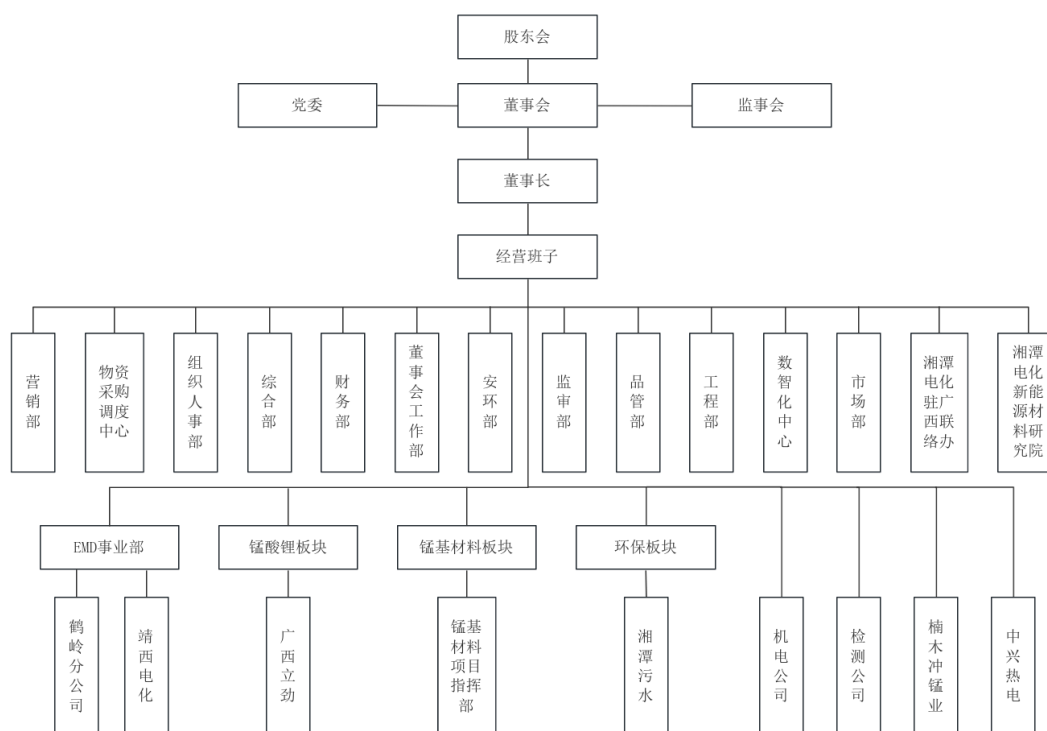 股东会
党委
董事会
监事会
董事长
经营班子
营销部
物资采购调度中心
组织人事部
综合部
财务部
董事会工作部
安环部
监审部
品管部
工程部
数智化中心
市场部
湘潭电化驻广西联络办
湘潭电化新能源材料研究院
EMD事业部
锰酸锂板块
锰基材料板块
环保板块
鹤岭分公司
靖西电化
广西立劲
锰基材料项目指挥部
湘潭污水
机电公司
检测公司
楠木冲锰业
中兴热电